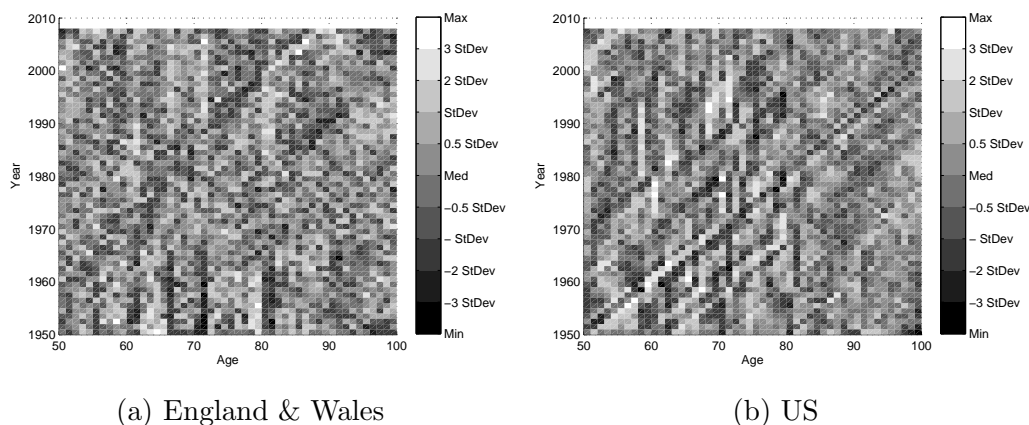 2010
2000
1990
1980
1970
1960
1950
Year
50 60 70 80 90 100
Age
Max
3 StDev
2 StDev
StDev
0.5 StDev
Med
−0.5 StDev
− StDev
−2 StDev
−3 StDev
Min
(a) England & Wales
2010
2000
1990
1980
1970
1960
1950
Year
50 60 70 80 90 100
Age
Max
3 StDev
2 StDev
StDev
0.5 StDev
Med
−0.5 StDev
− StDev
−2 StDev
−3 StDev
Min
(b) US